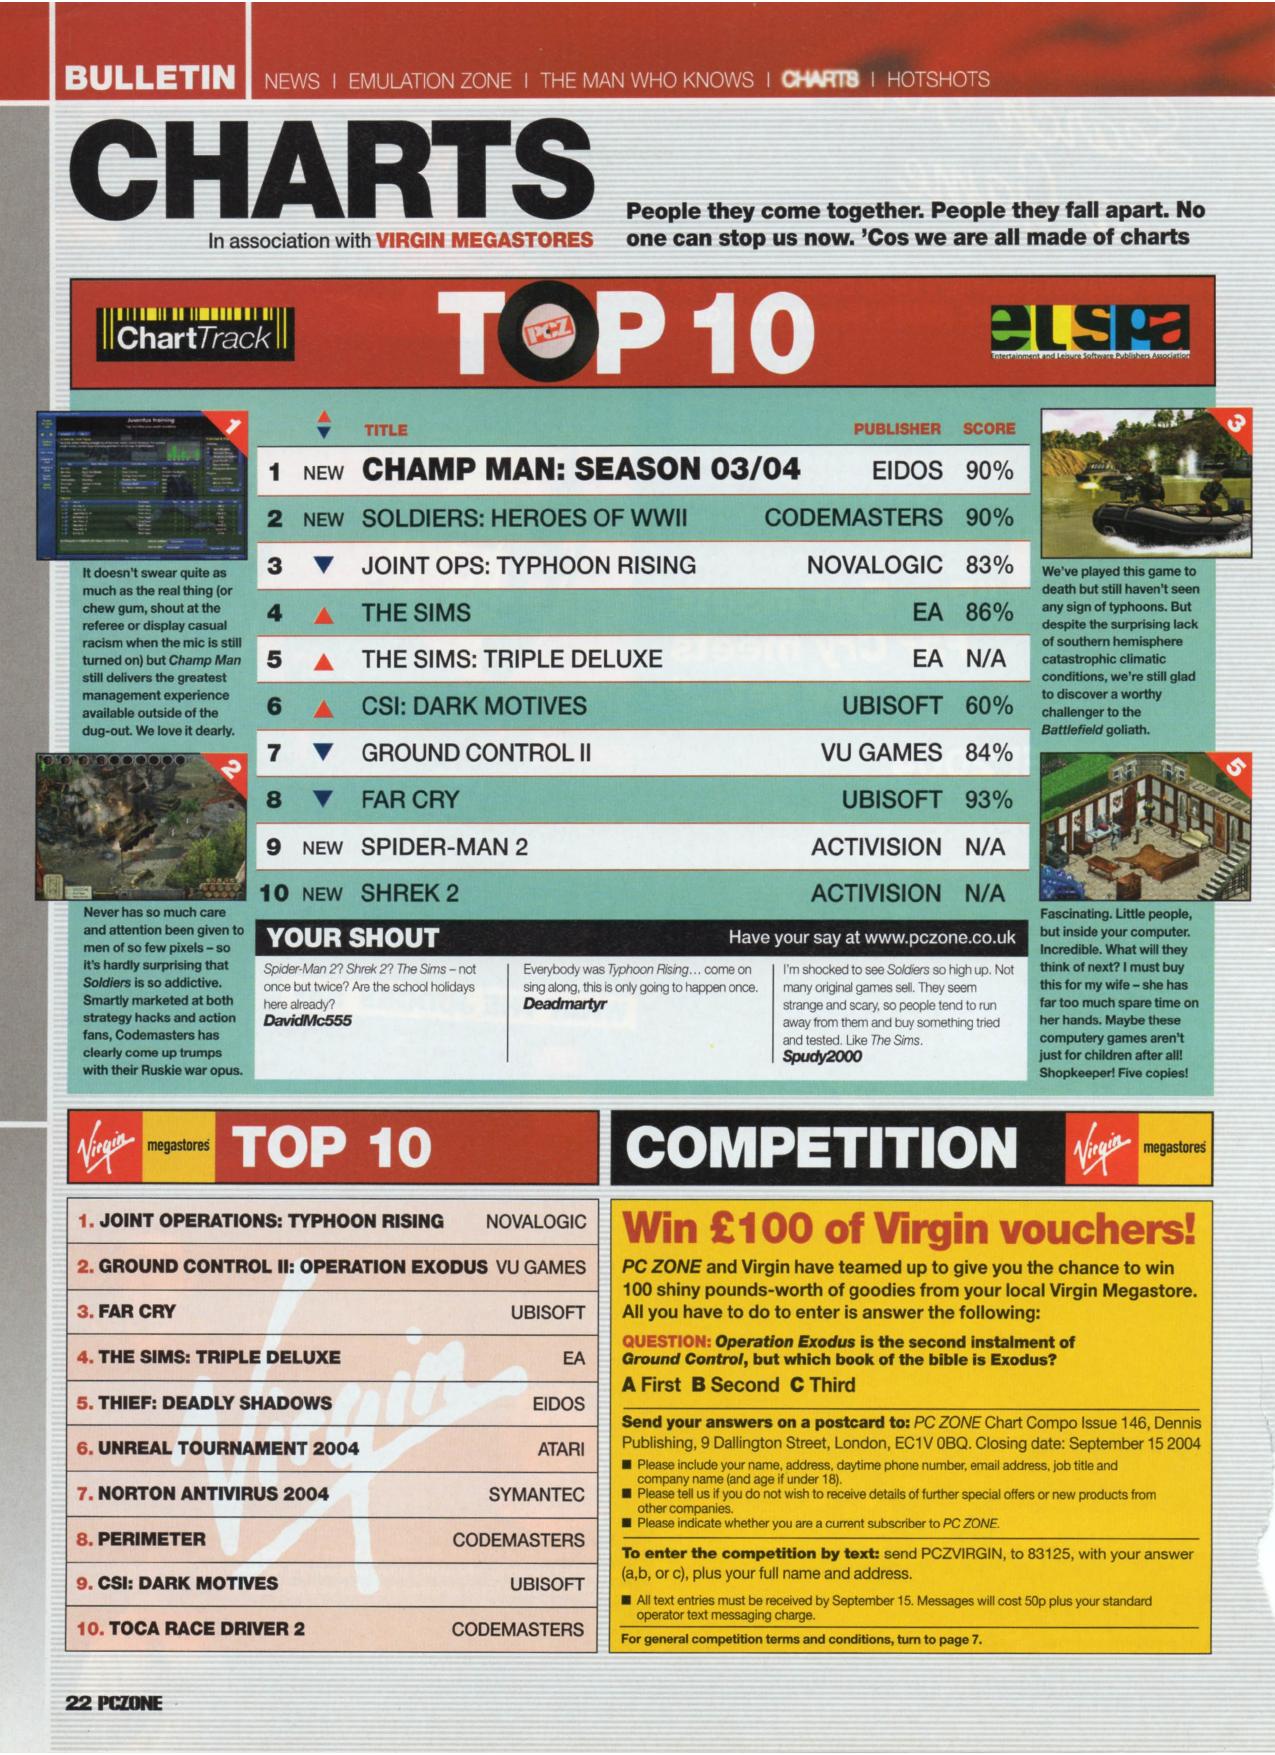 BULLETIN
NEWS | EMULATION ZONE | THE MAN WHO KNOWS | CHARTS | HOTSHOTS
CHARTS
In association with VIRGIN MEGASTORES
People they come together. People they fall apart. No
one can stop us now. 'Cos we are all made of charts
ChartTrack
TOP 10
PCZ
elspa
Entertainment and Leisure Software Publishers Association
TITLE PUBLISHER SCORE
1 NEW CHAMP MAN: SEASON 03/04 EIDOS 90%
2 NEW SOLDIERS: HEROES OF WWII CODEMASTERS 90%
3 ▼ JOINT OPS: TYPHOON RISING NOVALOGIC 83%
4 ▲ THE SIMS EA 86%
5 ▲ THE SIMS: TRIPLE DELUXE EA N/A
6 ▲ CSI: DARK MOTIVES UBISOFT 60%
7 ▼ GROUND CONTROL II VU GAMES 84%
8 ▼ FAR CRY UBISOFT 93%
9 NEW SPIDER-MAN 2 ACTIVISION N/A
10 NEW SHREK 2 ACTIVISION N/A
1
Juventus training
It doesn't swear quite as
much as the real thing (or
chew gum, shout at the
referee or display casual
racism when the mic is still
turned on) but Champ Man
still delivers the greatest
management experience
available outside of the
dug-out. We love it dearly.
2
Never has so much care
and attention been given to
men of so few pixels – so
it's hardly surprising that
Soldiers is so addictive.
Smartly marketed at both
strategy hacks and action
fans, Codemasters has
clearly come up trumps
with their Ruskie war opus.
3
We've played this game to
death but still haven't seen
any sign of typhoons. But
despite the surprising lack
of southern hemisphere
catastrophic climatic
conditions, we're still glad
to discover a worthy
challenger to the
Battlefield goliath.
5
Fascinating. Little people,
but inside your computer.
Incredible. What will they
think of next? I must buy
this for my wife – she has
far too much spare time on
her hands. Maybe these
computery games aren't
just for children after all!
Shopkeeper! Five copies!
YOUR SHOUT Have your say at www.pczone.co.uk
Spider-Man 2? Shrek 2? The Sims – not
once but twice? Are the school holidays
here already?
DavidMc555
Everybody was Typhoon Rising... come on
sing along, this is only going to happen once.
Deadmartyr
I'm shocked to see Soldiers so high up. Not
many original games sell. They seem
strange and scary, so people tend to run
away from them and buy something tried
and tested. Like The Sims.
Spudy2000
Virgin megastores TOP 10
1. JOINT OPERATIONS: TYPHOON RISING NOVALOGIC
2. GROUND CONTROL II: OPERATION EXODUS VU GAMES
3. FAR CRY UBISOFT
4. THE SIMS: TRIPLE DELUXE EA
5. THIEF: DEADLY SHADOWS EIDOS
6. UNREAL TOURNAMENT 2004 ATARI
7. NORTON ANTIVIRUS 2004 SYMANTEC
8. PERIMETER CODEMASTERS
9. CSI: DARK MOTIVES UBISOFT
10. TOCA RACE DRIVER 2 CODEMASTERS
Virgin
COMPETITION Virgin megastores
Win £100 of Virgin vouchers!
PC ZONE and Virgin have teamed up to give you the chance to win
100 shiny pounds-worth of goodies from your local Virgin Megastore.
All you have to do to enter is answer the following:
QUESTION: Operation Exodus is the second instalment of
Ground Control, but which book of the bible is Exodus?
A First B Second C Third
Send your answers on a postcard to: PC ZONE Chart Compo Issue 146, Dennis
Publishing, 9 Dallington Street, London, EC1V 0BQ. Closing date: September 15 2004
■ Please include your name, address, daytime phone number, email address, job title and
company name (and age if under 18).
■ Please tell us if you do not wish to receive details of further special offers or new products from
other companies.
■ Please indicate whether you are a current subscriber to PC ZONE.
To enter the competition by text: send PCZVIRGIN, to 83125, with your answer
(a,b, or c), plus your full name and address.
■ All text entries must be received by September 15. Messages will cost 50p plus your standard
operator text messaging charge.
For general competition terms and conditions, turn to page 7.
22 PCZONE